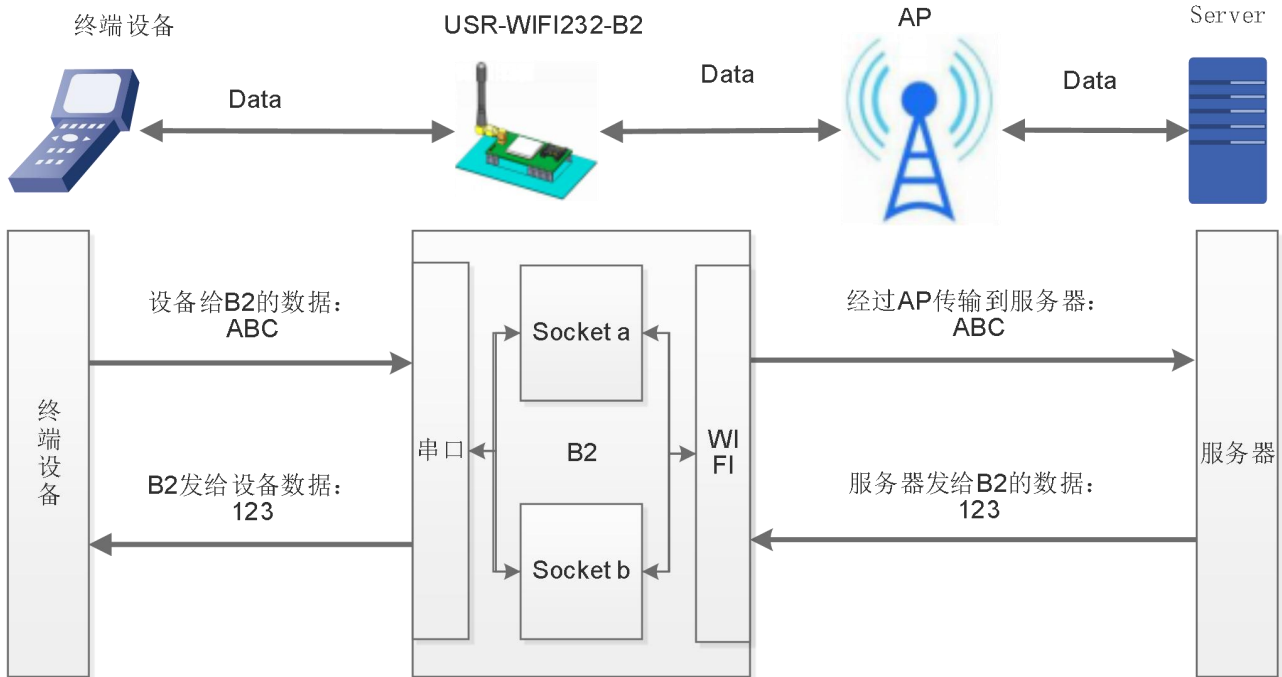 终端设备
USR-WIFI232-B2
AP
Server
Data
Data
Data
设备给B2的数据：
ABC
经过AP传输到服务器：
ABC
Socket a
终端设备
串口
B2
WI
FI
服务器
B2发给设备数据：
123
服务器发给B2的数据：
123
Socket b